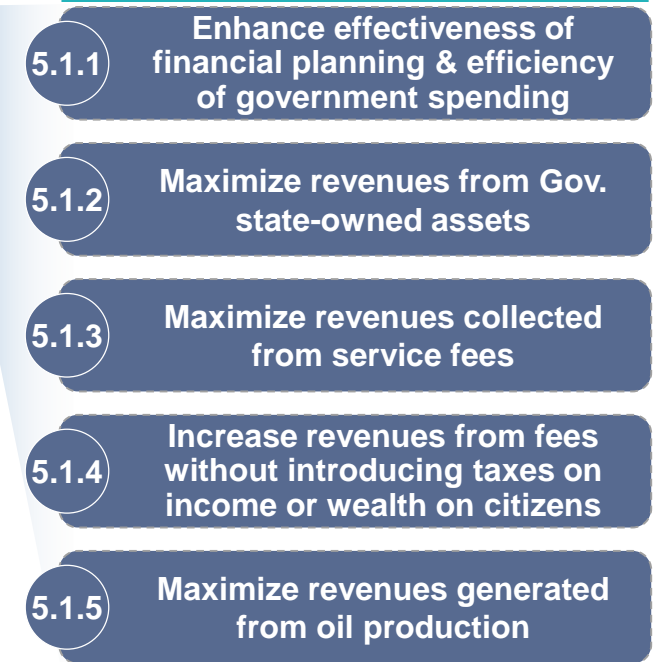 5.1.1
Enhance effectiveness of
financial planning & efficiency
of government spending
5.1.2
Maximize revenues from Gov.
state-owned assets
5.1.3
Maximize revenues collected
from service fees
5.1.4
Increase revenues from fees
without introducing taxes on
income or wealth on citizens
5.1.5
Maximize revenues generated
from oil production